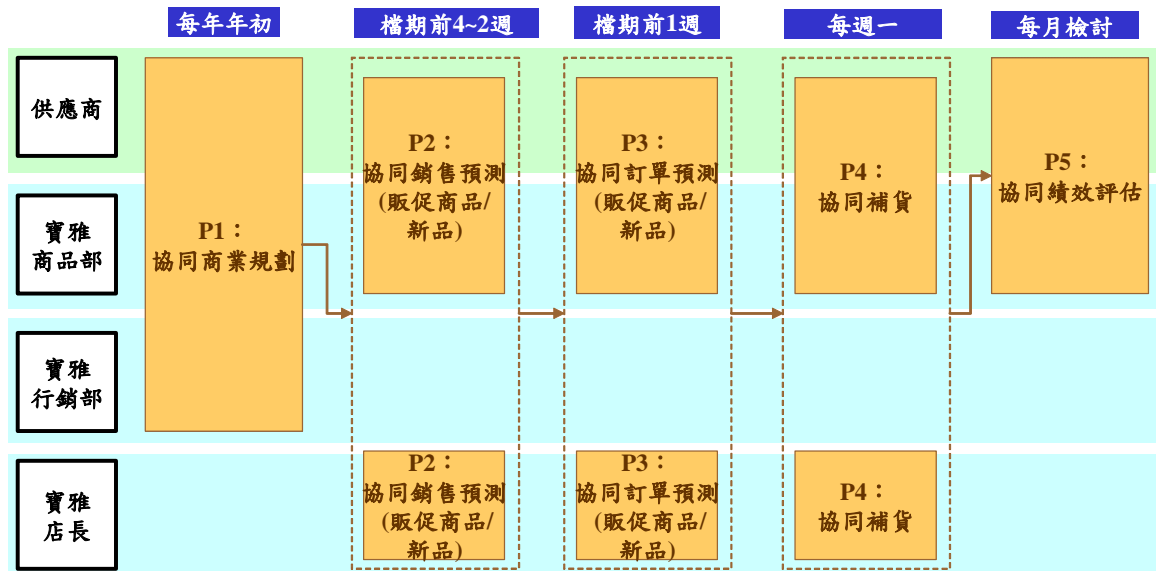 每年年初
檔期前4~2週
檔期前1週
每週一
每月檢討
供應商
寶雅
商品部
寶雅
行銷部
寶雅
店長
P1：
協同商業規劃
P2：
協同銷售預測
(販促商品/
新品)
P3：
協同訂單預測
(販促商品/
新品)
P4：
協同補貨
P5：
協同績效評估
P2：
協同銷售預測
(販促商品/
新品)
P3：
協同訂單預測
(販促商品/
新品)
P4：
協同補貨